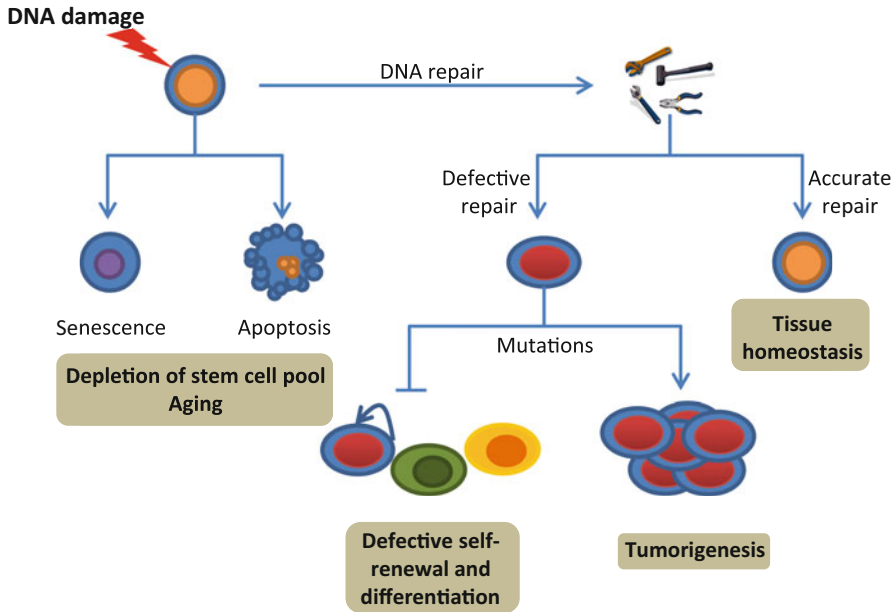 DNA damage
DNA repair
Defective
repair
Accurate
repair
Senescence
Apoptosis
Depletion of stem cell pool
Aging
Mutations
Tissue
homeostasis
Defective self-
renewal and
differentiation
Tumorigenesis